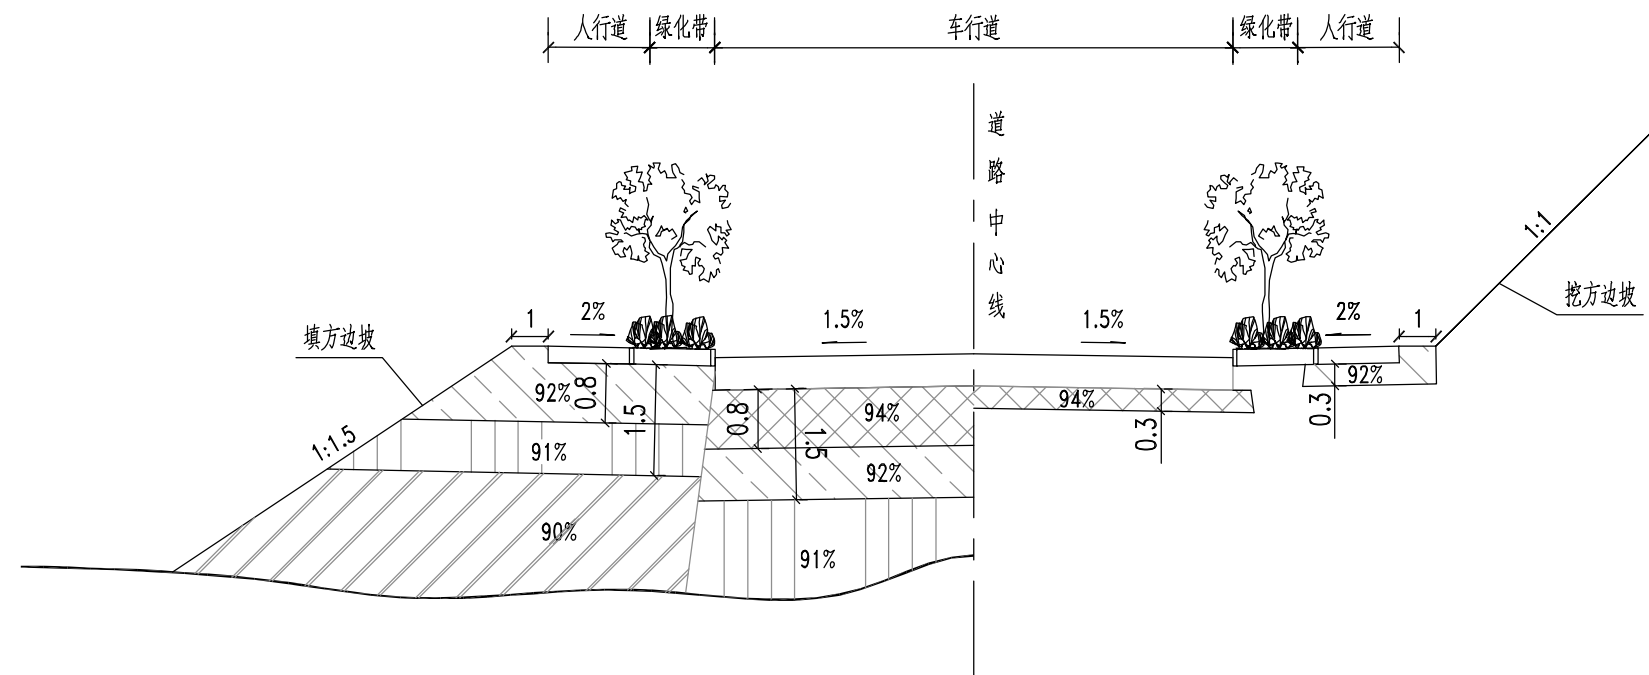 人行道 绿化带 车行道 绿化带 人行道
道路中心线
1:1
挖方边坡
填方边坡
1 2% 1.5% 1.5% 2% 1
92% 0.8 1.5 0.8 94% 94% 0.3 92% 0.3
1:1.5
91% 1.5 92%
90% 91%